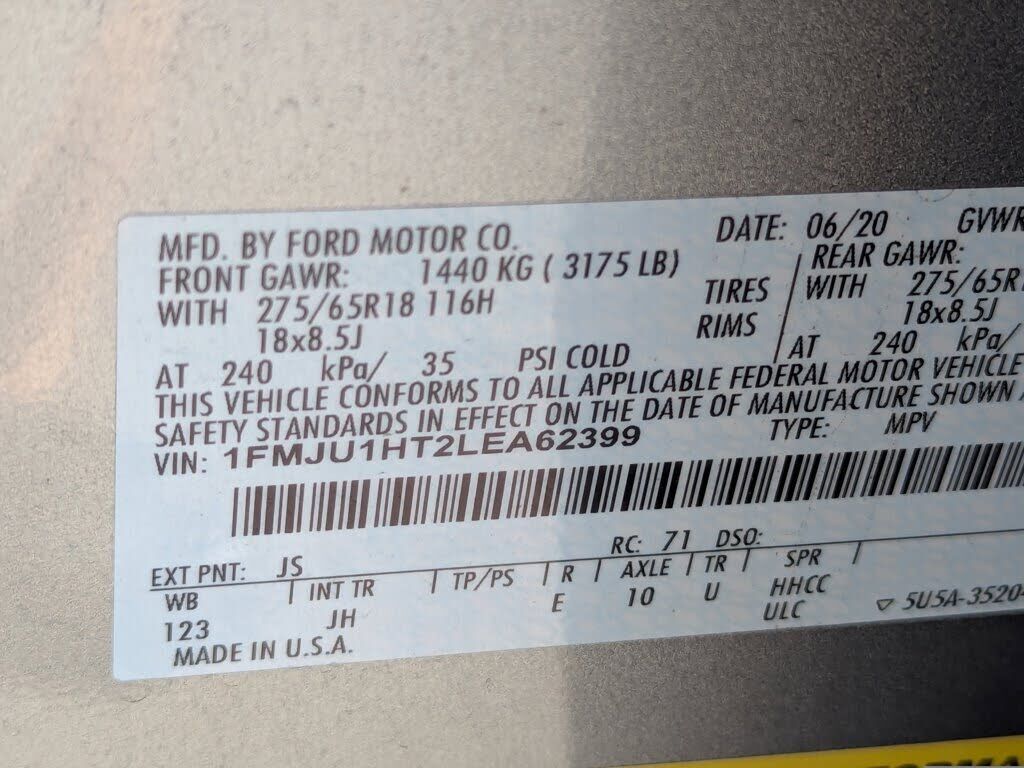 MFD. BY FORD MOTOR CO. DATE: 06/20 GVWR
FRONT GAWR: 1440 KG ( 3175 LB) REAR GAWR:
WITH 275/65R18 116H TIRES WITH 275/65R1
18x8.5J RIMS 18x8.5J
AT 240 kPa/ 35 PSI COLD AT 240 kPa/
THIS VEHICLE CONFORMS TO ALL APPLICABLE FEDERAL MOTOR VEHICLE
SAFETY STANDARDS IN EFFECT ON THE DATE OF MANUFACTURE SHOWN A
VIN: 1FMJU1HT2LEA62399 TYPE: MPV
EXT PNT: JS RC: 71 DSO:
WB INT TR TP/PS R AXLE TR SPR
123 JH E 10 U HHCC
ULC ▽ 5U5A-3520-
MADE IN U.S.A.